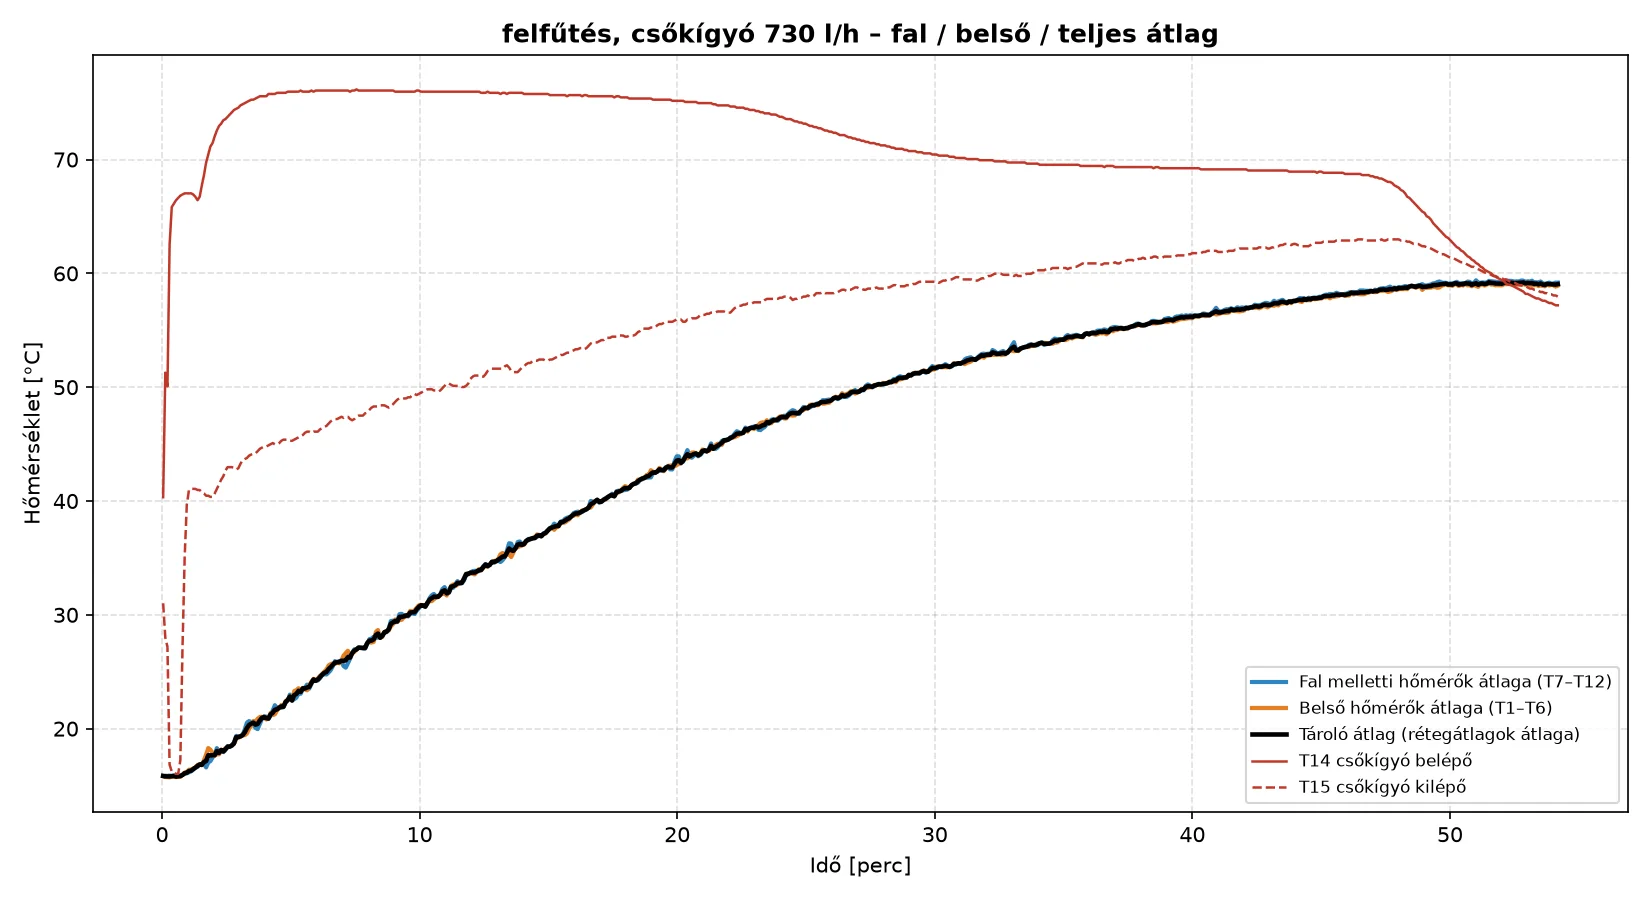 felfűtés, csőkígyó 730 l/h – fal / belső / teljes átlag
Hőmérséklet [°C]
70
60
50
40
30
20
0 10 20 30 40 50
Idő [perc]
Fal melletti hőmérők átlaga (T7–T12)
Belső hőmérők átlaga (T1–T6)
Tároló átlag (rétegátlagok átlaga)
T14 csőkígyó belépő
T15 csőkígyó kilépő